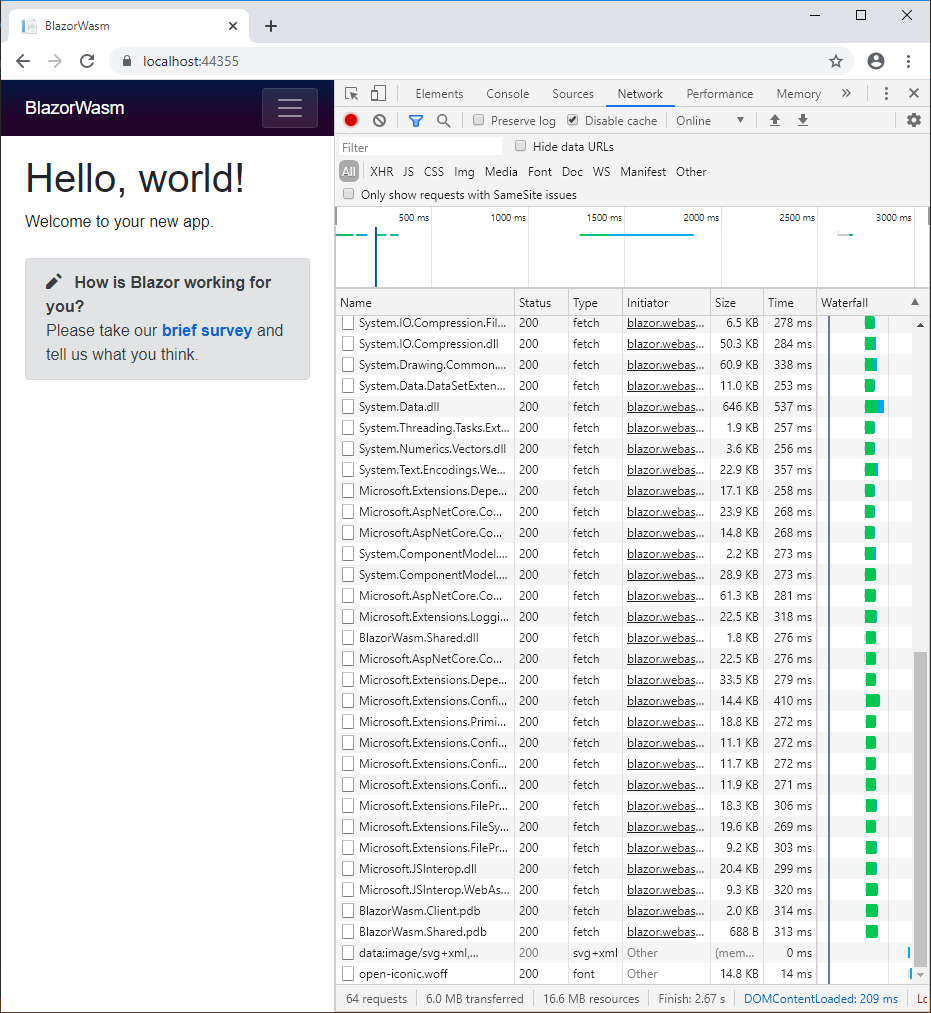 BlazorWasm
localhost:44355
BlazorWasm
Hello, world!
Welcome to your new app.
How is Blazor working for
you?
Please take our brief survey and
tell us what you think.
Elements Console Sources Network Performance Memory »
Preserve log Disable cache Online
Filter Hide data URLs
All XHR JS CSS Img Media Font Doc WS Manifest Other
Only show requests with SameSite issues
500 ms 1000 ms 1500 ms 2000 ms 2500 ms 3000 ms
Name Status Type Initiator Size Time Waterfall
System.IO.Compression.Fil... 200 fetch blazor.webas... 6.5 KB 278 ms
System.IO.Compression.dll 200 fetch blazor.webas... 50.3 KB 284 ms
System.Drawing.Common.... 200 fetch blazor.webas... 60.9 KB 338 ms
System.Data.DataSetExten... 200 fetch blazor.webas... 11.0 KB 253 ms
System.Data.dll 200 fetch blazor.webas... 646 KB 537 ms
System.Threading.Tasks.Ext... 200 fetch blazor.webas... 1.9 KB 257 ms
System.Numerics.Vectors.dll 200 fetch blazor.webas... 3.6 KB 256 ms
System.Text.Encodings.We... 200 fetch blazor.webas... 22.9 KB 357 ms
Microsoft.Extensions.Depe... 200 fetch blazor.webas... 17.1 KB 258 ms
Microsoft.AspNetCore.Co... 200 fetch blazor.webas... 23.9 KB 268 ms
Microsoft.AspNetCore.Co... 200 fetch blazor.webas... 14.8 KB 268 ms
System.ComponentModel.... 200 fetch blazor.webas... 2.2 KB 273 ms
System.ComponentModel.... 200 fetch blazor.webas... 28.9 KB 273 ms
Microsoft.AspNetCore.Co... 200 fetch blazor.webas... 61.3 KB 281 ms
Microsoft.Extensions.Loggi... 200 fetch blazor.webas... 22.5 KB 318 ms
BlazorWasm.Shared.dll 200 fetch blazor.webas... 1.8 KB 276 ms
Microsoft.AspNetCore.Co... 200 fetch blazor.webas... 22.5 KB 276 ms
Microsoft.Extensions.Depe... 200 fetch blazor.webas... 33.5 KB 279 ms
Microsoft.Extensions.Confi... 200 fetch blazor.webas... 14.4 KB 410 ms
Microsoft.Extensions.Primi... 200 fetch blazor.webas... 18.8 KB 272 ms
Microsoft.Extensions.Confi... 200 fetch blazor.webas... 11.1 KB 272 ms
Microsoft.Extensions.Confi... 200 fetch blazor.webas... 11.7 KB 272 ms
Microsoft.Extensions.Confi... 200 fetch blazor.webas... 11.9 KB 271 ms
Microsoft.Extensions.FilePr... 200 fetch blazor.webas... 18.3 KB 306 ms
Microsoft.Extensions.FileSy... 200 fetch blazor.webas... 19.6 KB 269 ms
Microsoft.Extensions.FilePr... 200 fetch blazor.webas... 9.2 KB 303 ms
Microsoft.JSInterop.dll 200 fetch blazor.webas... 20.4 KB 299 ms
Microsoft.JSInterop.WebAs... 200 fetch blazor.webas... 9.3 KB 320 ms
BlazorWasm.Client.pdb 200 fetch blazor.webas... 2.0 KB 314 ms
BlazorWasm.Shared.pdb 200 fetch blazor.webas... 688 B 313 ms
data:image/svg+xml,... 200 svg+xml Other (mem... 0 ms
open-iconic.woff 200 font Other 14.8 KB 14 ms
64 requests 6.0 MB transferred 16.6 MB resources Finish: 2.67 s DOMContentLoaded: 209 ms